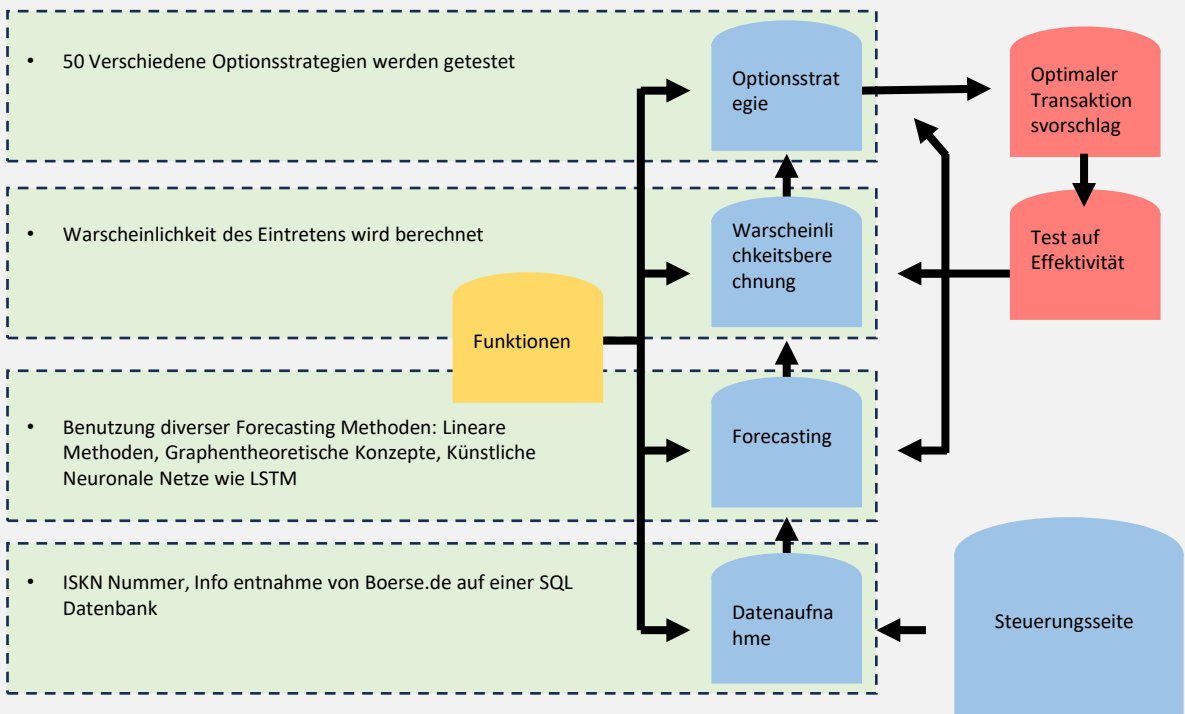 • 50 Verschiedene Optionsstrategien werden getestet
Optionsstrat
egie
Optimaler
Transaktion
svorschlag
• Warscheinlichkeit des Eintretens wird berechnet
Warscheinli
chkeitsbere
chnung
Test auf
Effektivität
Funktionen
• Benutzung diverser Forecasting Methoden: Lineare
Methoden, Graphentheoretische Konzepte, Künstliche
Neuronale Netze wie LSTM
Forecasting
• ISKN Nummer, Info entnahme von Boerse.de auf einer SQL
Datenbank
Datenaufna
hme
Steuerungsseite